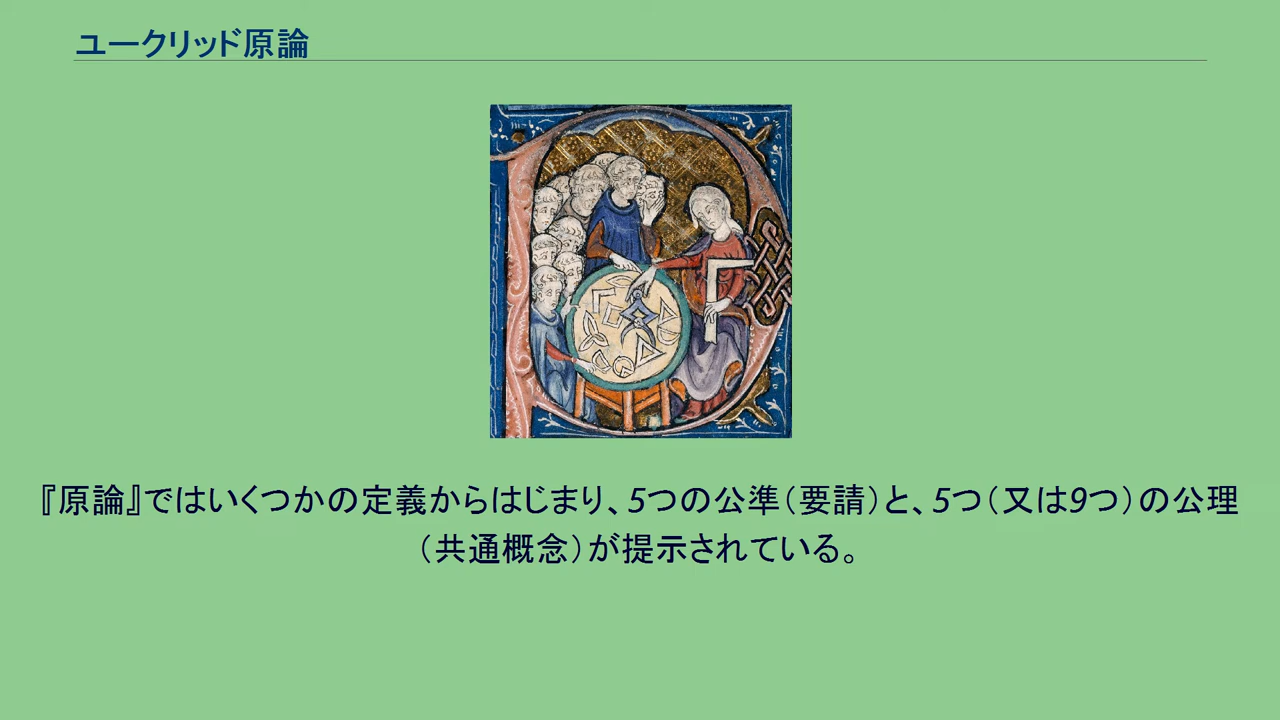 ユークリッド原論
『原論』ではいくつかの定義からはじまり、5つの公準（要請）と、5つ（又は9つ）の公理
（共通概念）が提示されている。